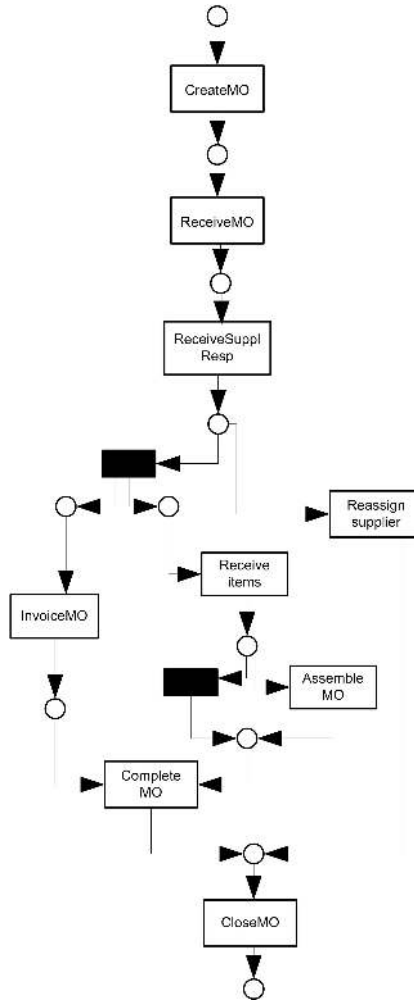 CreateMO
ReceiveMO
ReceiveSuppl
Resp
Reassign
supplier
Receive
items
InvoiceMO
Assemble
MO
Complete
MO
CloseMO